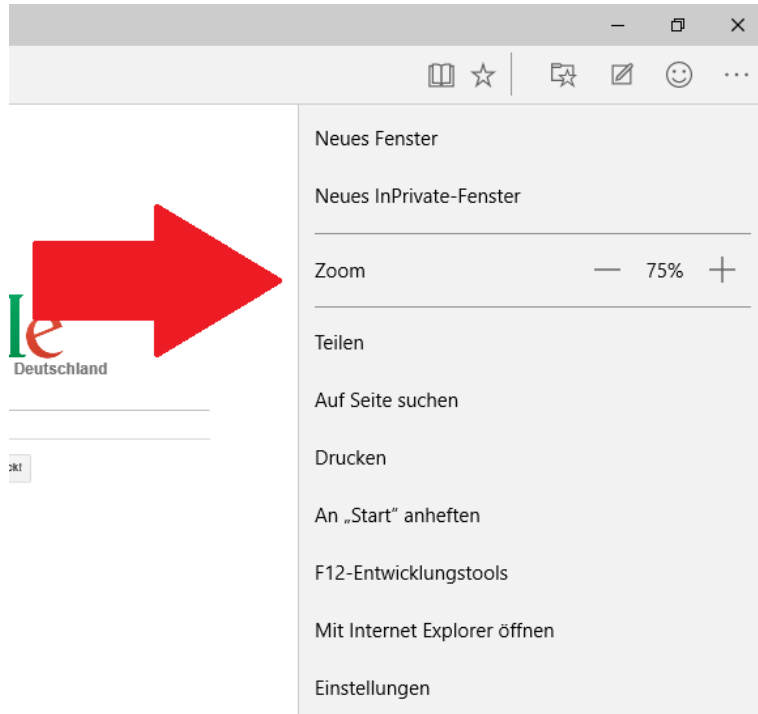 Neues Fenster
Neues InPrivate-Fenster
Zoom — 75% +
le
Deutschland
Teilen
Auf Seite suchen
Drucken
An „Start“ anheften
F12-Entwicklungstools
Mit Internet Explorer öffnen
Einstellungen